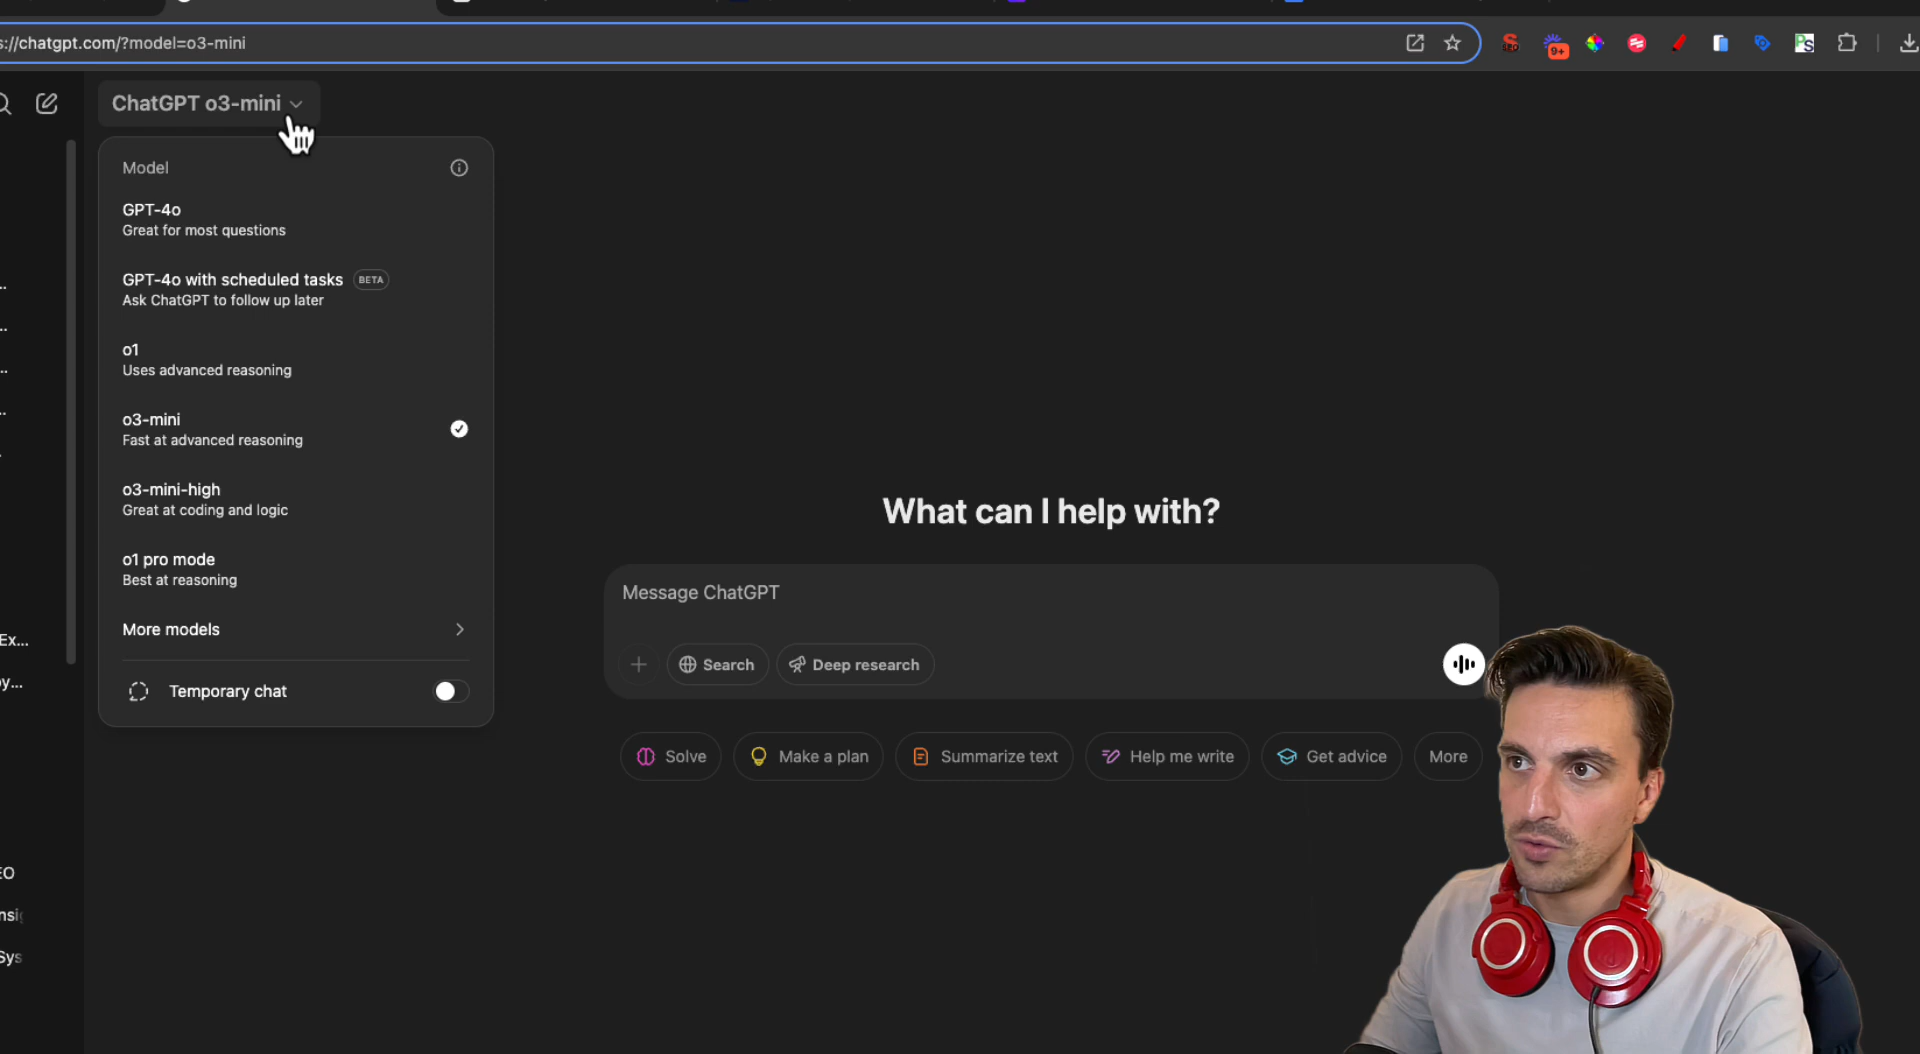 s://chatgpt.com/?model=o3-mini
SEO
9+
PS
ChatGPT o3-mini
Model
GPT-4o
Great for most questions
GPT-4o with scheduled tasks BETA
Ask ChatGPT to follow up later
o1
Uses advanced reasoning
o3-mini
Fast at advanced reasoning
o3-mini-high
Great at coding and logic
o1 pro mode
Best at reasoning
More models
Temporary chat
Ex...
y...
EO
nsi
Sys
What can I help with?
Message ChatGPT
Search
Deep research
Solve
Make a plan
Summarize text
Help me write
Get advice
More